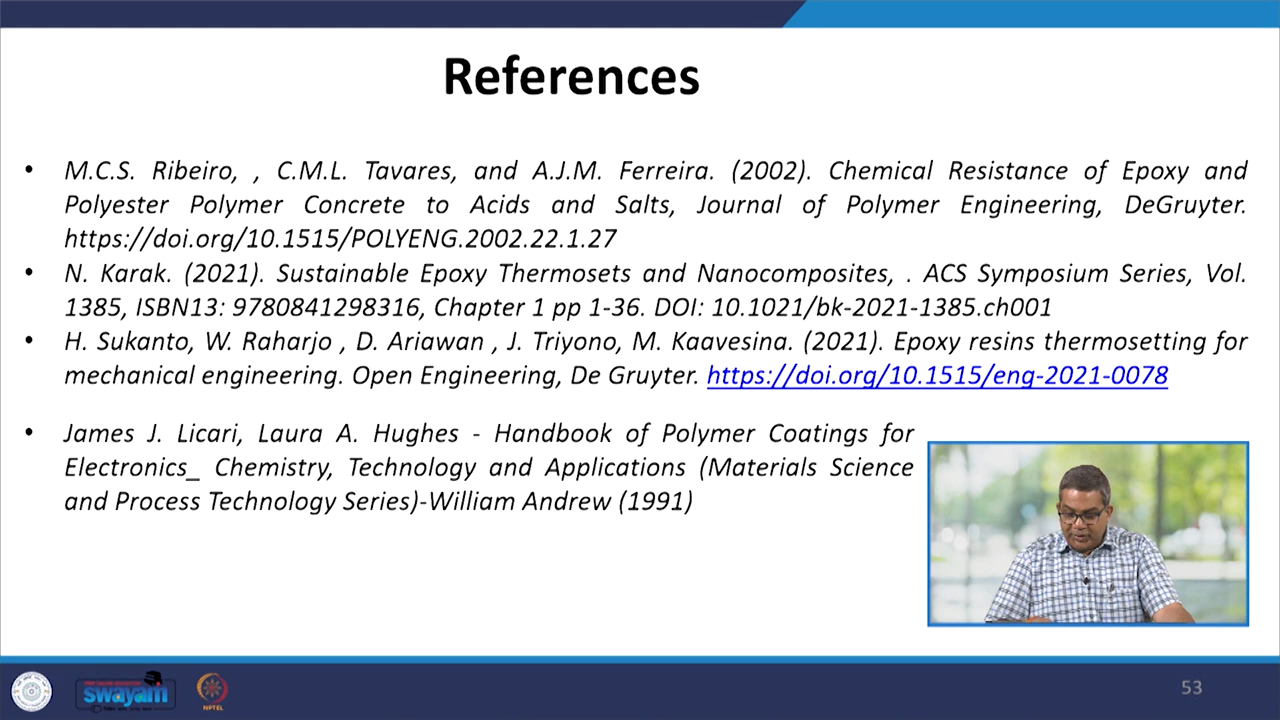 References
• M.C.S. Ribeiro, , C.M.L. Tavares, and A.J.M. Ferreira. (2002). Chemical Resistance of Epoxy and
Polyester Polymer Concrete to Acids and Salts, Journal of Polymer Engineering, DeGruyter.
https://doi.org/10.1515/POLYENG.2002.22.1.27
• N. Karak. (2021). Sustainable Epoxy Thermosets and Nanocomposites, . ACS Symposium Series, Vol.
1385, ISBN13: 9780841298316, Chapter 1 pp 1-36. DOI: 10.1021/bk-2021-1385.ch001
• H. Sukanto, W. Raharjo , D. Ariawan , J. Triyono, M. Kaavesina. (2021). Epoxy resins thermosetting for
mechanical engineering. Open Engineering, De Gruyter. https://doi.org/10.1515/eng-2021-0078
• James J. Licari, Laura A. Hughes - Handbook of Polymer Coatings for
Electronics_ Chemistry, Technology and Applications (Materials Science
and Process Technology Series)-William Andrew (1991)
swayam
NPTEL
53